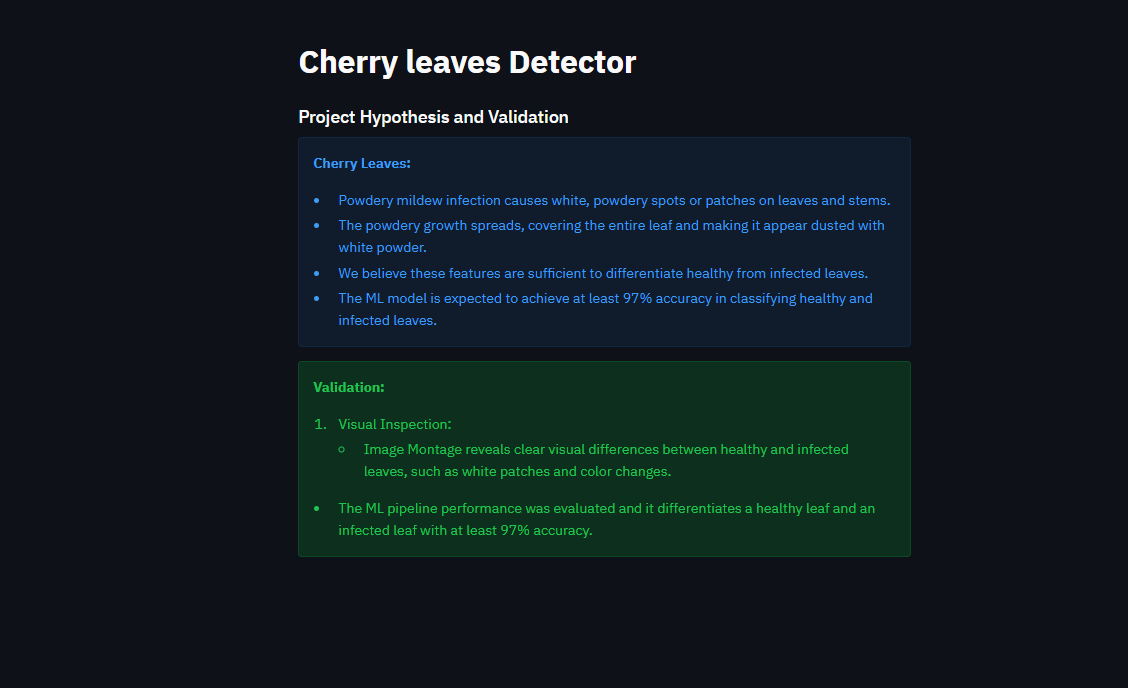 Cherry leaves Detector
Project Hypothesis and Validation
Cherry Leaves:
• Powdery mildew infection causes white, powdery spots or patches on leaves and stems.
• The powdery growth spreads, covering the entire leaf and making it appear dusted with
white powder.
• We believe these features are sufficient to differentiate healthy from infected leaves.
• The ML model is expected to achieve at least 97% accuracy in classifying healthy and
infected leaves.
Validation:
1. Visual Inspection:
◦ Image Montage reveals clear visual differences between healthy and infected
leaves, such as white patches and color changes.
• The ML pipeline performance was evaluated and it differentiates a healthy leaf and an
infected leaf with at least 97% accuracy.